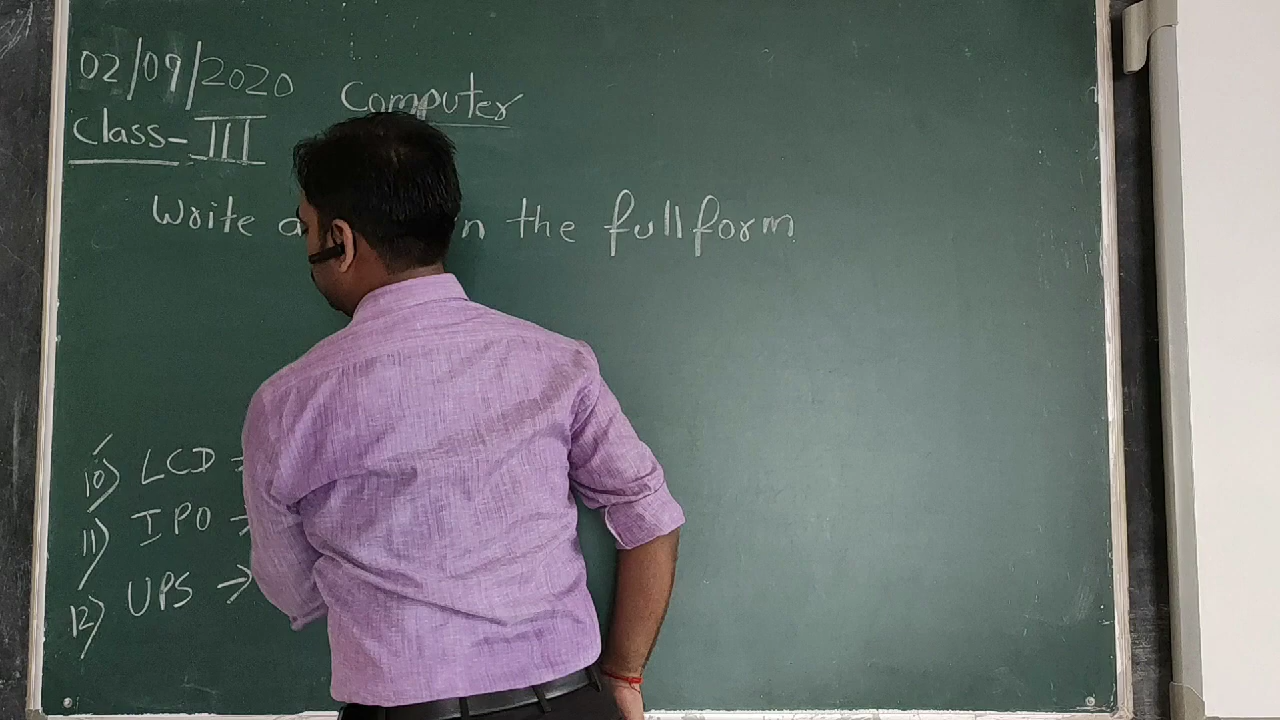 02/09/2020
Computer
Class-III
Write a n the fullform
10) LCD
11) IPO →
12) UPS →